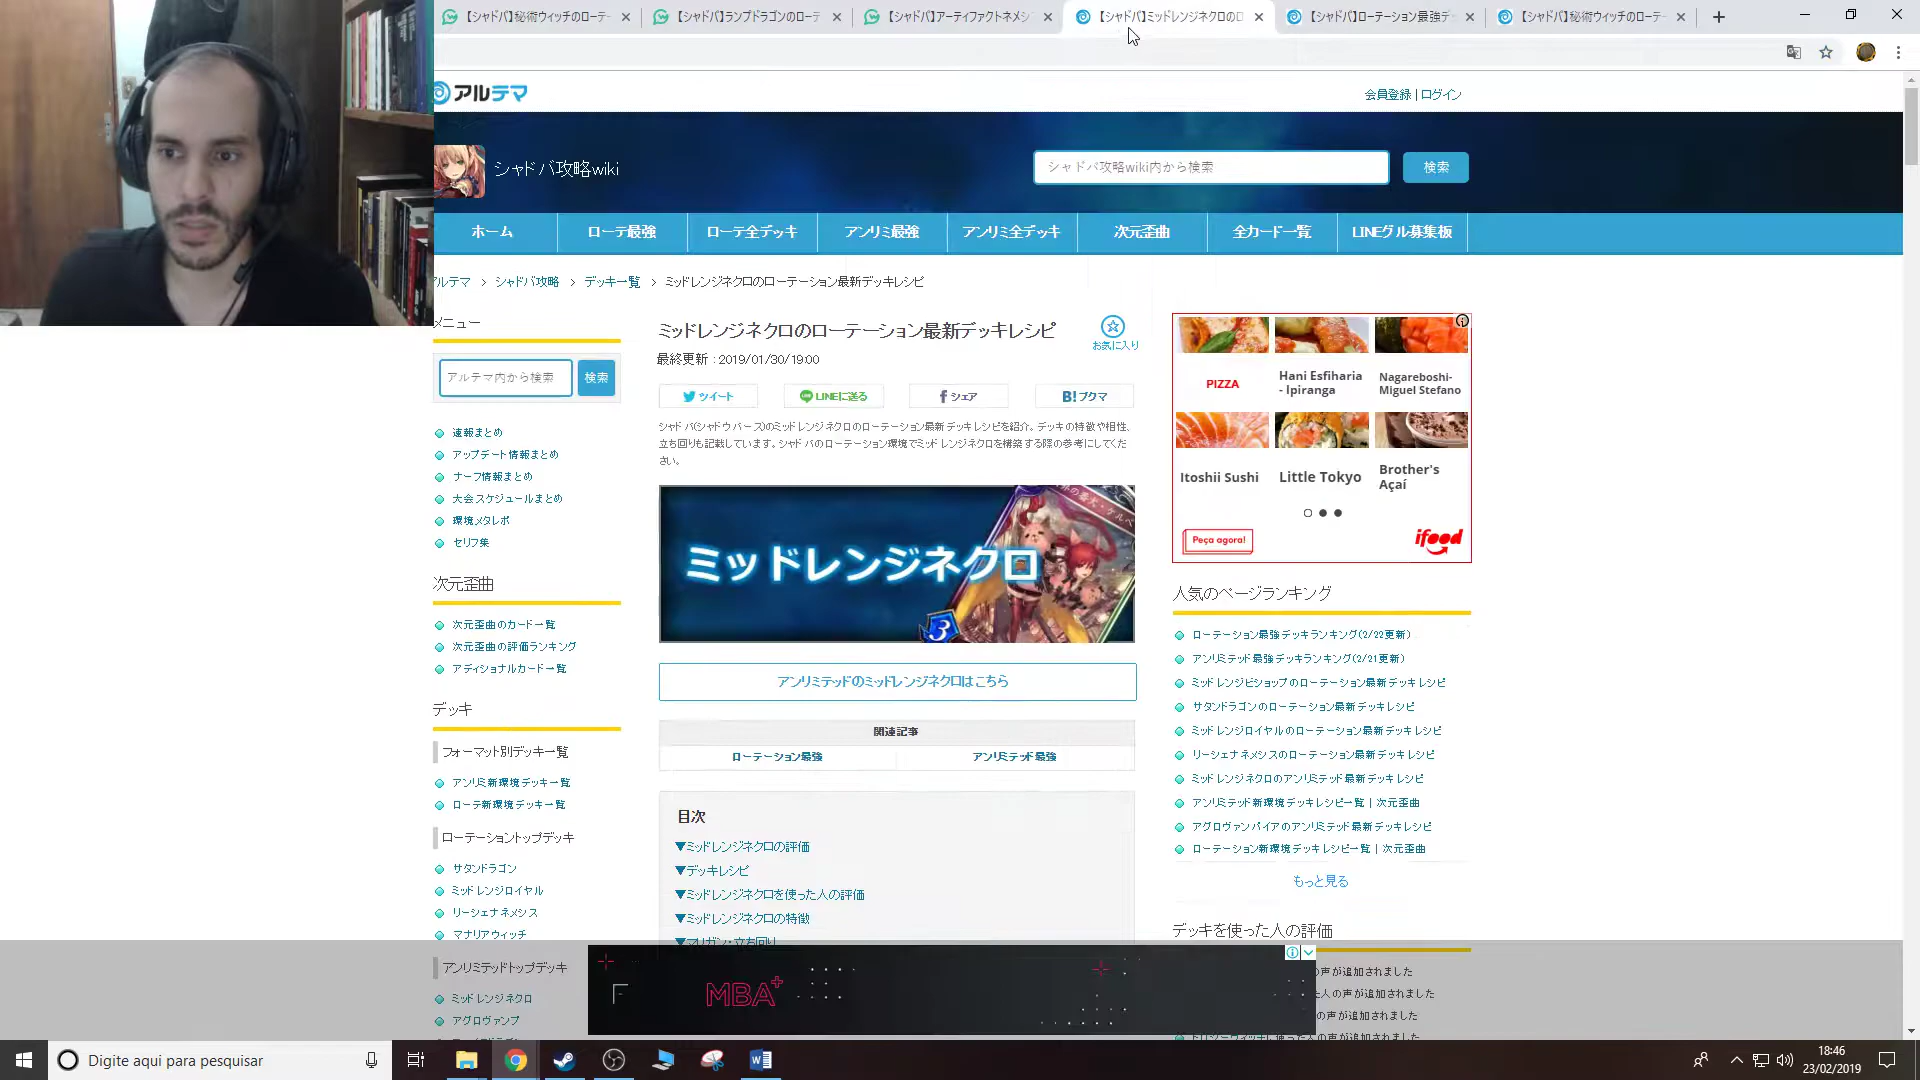 【シャドバ】秘術ウィッチのローテー
【シャドバ】ランプドラゴンのローテ
【シャドバ】アーティファクトネメシ
【シャドバ】ミッドレンジネクロのロ
【シャドバ】ローテーション最強デ
【シャドバ】秘術ウィッチのローテー
アルテマ
会員登録 | ログイン
シャドバ攻略wiki
シャドバ攻略wiki内から検索
検索
ホーム
ローテ最強
ローテ全デッキ
アンリミ最強
アンリミ全デッキ
次元歪曲
全カード一覧
LINEグル募集板
アルテマ > シャドバ攻略 > デッキ一覧 > ミッドレンジネクロのローテーション最新デッキレシピ
メニュー
アルテマ内から検索
検索
速報まとめ
アップデート情報まとめ
ナーフ情報まとめ
大会スケジュールまとめ
環境メタレポ
セリフ集
次元歪曲
次元歪曲のカード一覧
次元歪曲の評価ランキング
アディショナルカード一覧
デッキ
フォーマット別デッキ一覧
アンリミ新環境デッキ一覧
ローテ新環境デッキ一覧
ローテーショントップデッキ
サタンドラゴン
ミッドレンジロイヤル
リーシェナネメシス
マナリアウィッチ
アンリミテッドトップデッキ
ミッドレンジネクロ
アグロヴァンプ
ミッドレンジネクロのローテーション最新デッキレシピ
お気に入り
最終更新 : 2019/01/30/19:00
ツイート
LINEに送る
シェア
B!ブクマ
シャドバ(シャドウバース)のミッドレンジネクロのローテーション最新デッキレシピを紹介。デッキの特徴や相性、
立ち回りも記載しています。シャドバのローテーション環境でミッドレンジネクロを構築する際の参考にしてくだ
さい。
ミッドレンジネクロ
3
アンリミテッドのミッドレンジネクロはこちら
関連記事
ローテーション最強
アンリミテッド最強
目次
▼ミッドレンジネクロの評価
▼デッキレシピ
▼ミッドレンジネクロを使った人の評価
▼ミッドレンジネクロの特徴
▼マリガン・立ち回り
PIZZA
Hani Esfiharia
- Ipiranga
Nagareboshi-
Miguel Stefano
Itoshii Sushi
Little Tokyo
Brother's
Açaí
Peça agora!
ifood
人気のページランキング
ローテーション最強デッキランキング(2/22更新)
アンリミテッド最強デッキランキング(2/21更新)
ミッドレンジビショップのローテーション最新デッキレシピ
サタンドラゴンのローテーション最新デッキレシピ
ミッドレンジロイヤルのローテーション最新デッキレシピ
リーシェナネメシスのローテーション最新デッキレシピ
ミッドレンジネクロのアンリミテッド最新デッキレシピ
アンリミテッド新環境デッキレシピ一覧 | 次元歪曲
アグロヴァンパイアのアンリミテッド最新デッキレシピ
ローテーション新環境デッキレシピ一覧 | 次元歪曲
もっと見る
デッキを使った人の評価
の声が追加されました
た人の声が追加されました
の声が追加されました
MBA+
Digite aqui para pesquisar
18:46
23/02/2019